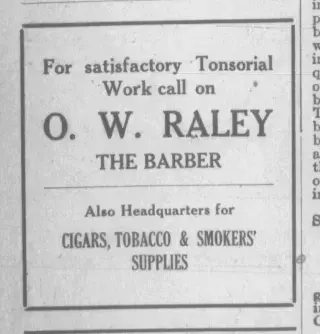 For satisfactory Tonsorial
Work call on
O. W. RALEY
THE BARBER
Also Headquarters for
CIGARS, TOBACCO & SMOKERS'
SUPPLIES